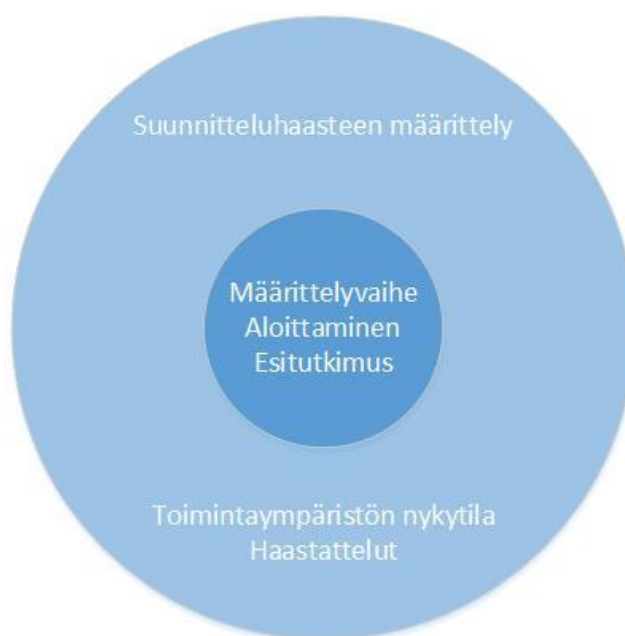 Suunnitteluhaasteen määrittely
Määrittelyvaihe
Aloittaminen
Esitutkimus
Toimintaympäristön nykytila
Haastattelut